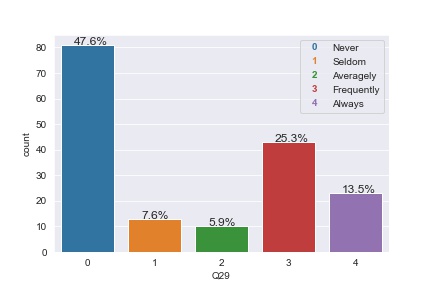 47.6%
7.6%
5.9%
25.3%
13.5%
0 Never
1 Seldom
2 Averagely
3 Frequently
4 Always
80
70
60
50
40
30
20
10
0
count
0 1 2 3 4
Q29